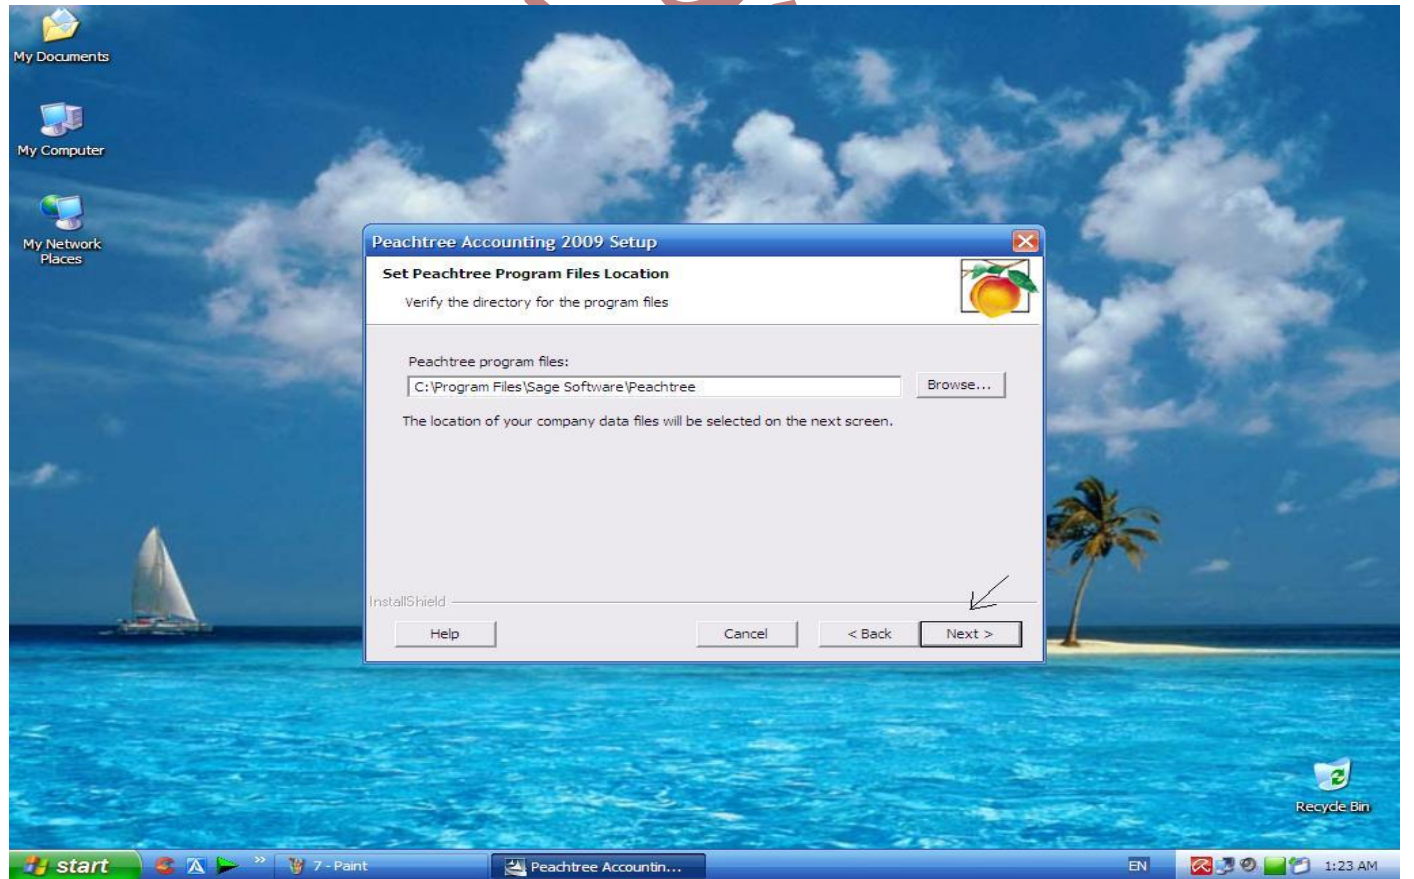 My Documents
My Computer
My Network
Places
Peachtree Accounting 2009 Setup
Set Peachtree Program Files Location
Verify the directory for the program files
Peachtree program files:
C:\Program Files\Sage Software\Peachtree
Browse...
The location of your company data files will be selected on the next screen.
InstallShield
Help
Cancel
< Back
Next >
Recycle Bin
start
»
7 - Paint
Peachtree Accountin...
EN
1:23 AM